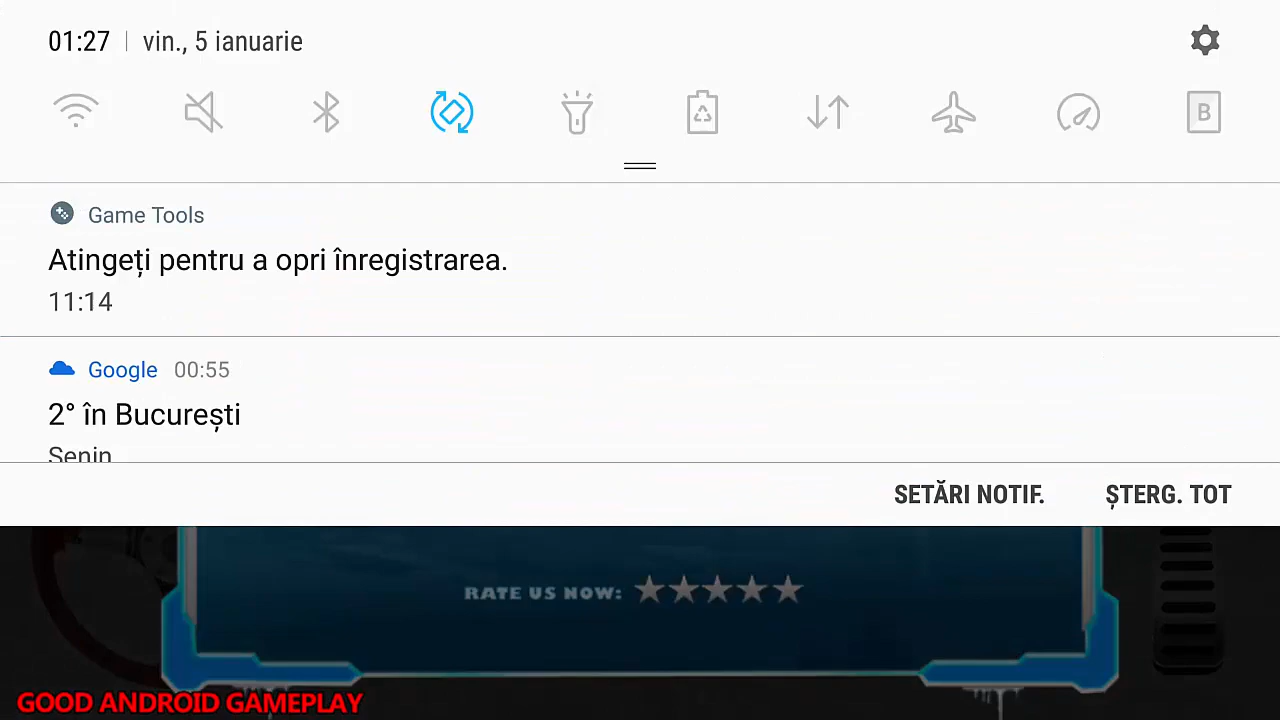 01:27 | vin., 5 ianuarie
B
Game Tools
Atingeți pentru a opri înregistrarea.
11:14
Google 00:55
2° în București
Senin
SETĂRI NOTIF. ȘTERG. TOT
RATE US NOW:
GOOD ANDROID GAMEPLAY